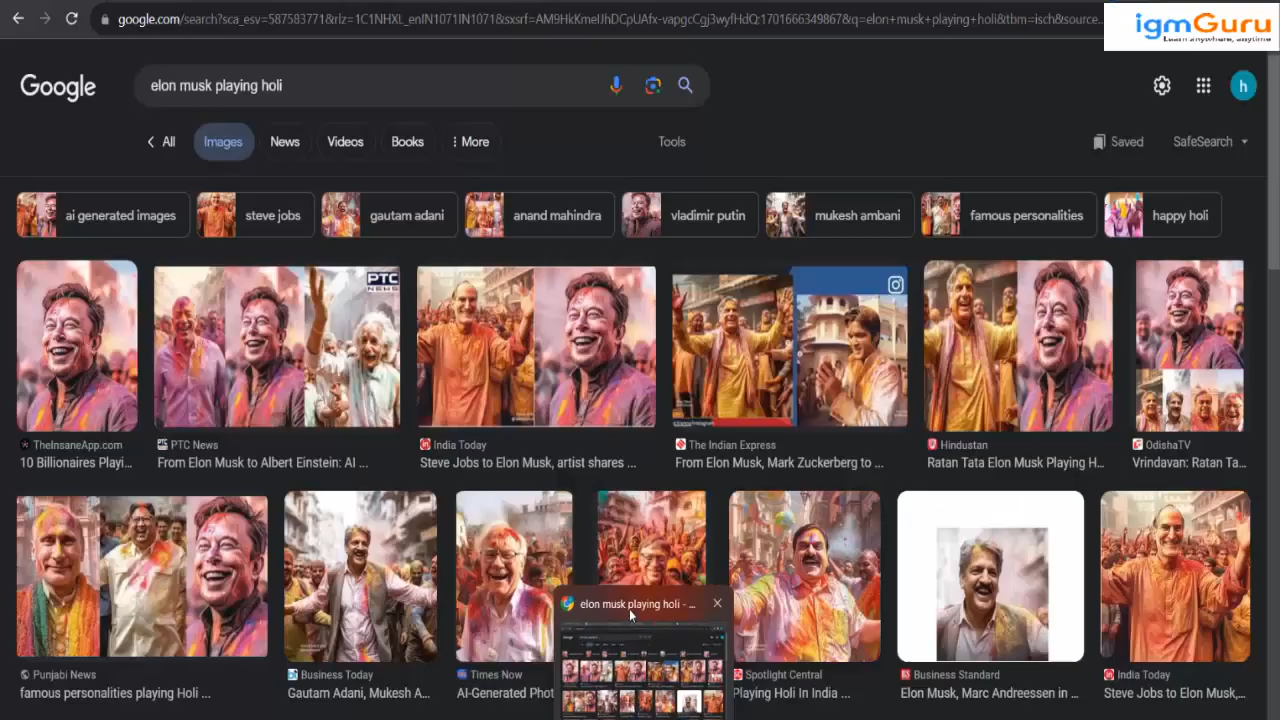 google.com/search?sca_esv=587583771&rlz=1C1NHXL_enIN1071IN1071&sxsrf=AM9HkKmeIJhDCpUAfx-vapgcCgj3wyfHdQ:1701666349867&q=elon+musk+playing+holi&tbm=isch&source...
igmGuru
Learn anywhere, anytime
Google
elon musk playing holi
h
All
Images
News
Videos
Books
More
Tools
Saved
SafeSearch
ai generated images
steve jobs
gautam adani
anand mahindra
vladimir putin
mukesh ambani
famous personalities
happy holi
PTC
NEWS
TheInsaneApp.com
PTC News
India Today
The Indian Express
Hindustan
OdishaTV
10 Billionaires Playi...
From Elon Musk to Albert Einstein: AI ...
Steve Jobs to Elon Musk, artist shares ...
From Elon Musk, Mark Zuckerberg to ...
Ratan Tata Elon Musk Playing H...
Vrindavan: Ratan Ta...
elon musk playing holi - ...
Punjabi News
Business Today
Times Now
Spotlight Central
Business Standard
India Today
famous personalities playing Holi ...
Gautam Adani, Mukesh A...
AI-Generated Phot
Playing Holi In India ...
Elon Musk, Marc Andreessen in ...
Steve Jobs to Elon Musk,...